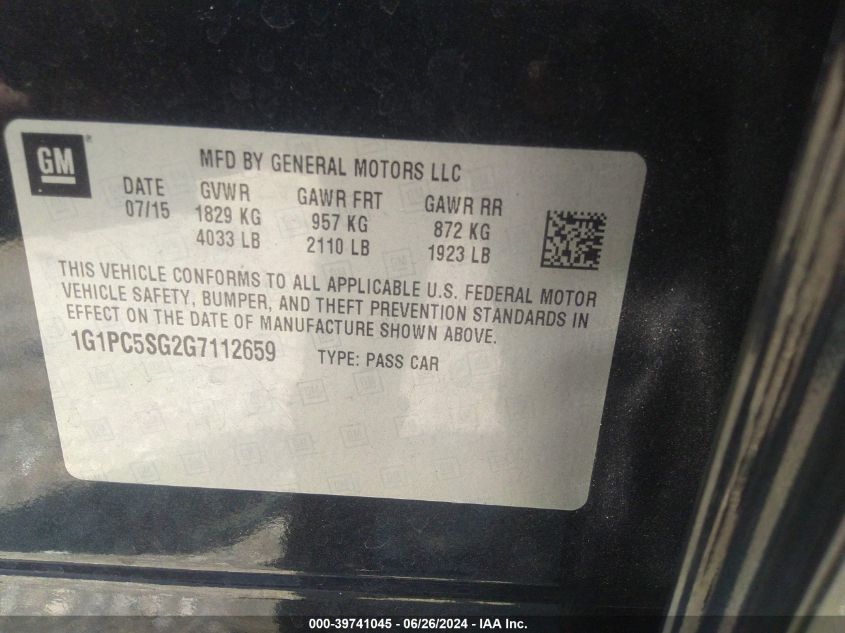 GM ®
MFD BY GENERAL MOTORS LLC
DATE GVWR GAWR FRT GAWR RR
07/15 1829 KG 957 KG 872 KG
4033 LB 2110 LB 1923 LB
THIS VEHICLE CONFORMS TO ALL APPLICABLE U.S. FEDERAL MOTOR
VEHICLE SAFETY, BUMPER, AND THEFT PREVENTION STANDARDS IN
EFFECT ON THE DATE OF MANUFACTURE SHOWN ABOVE.
1G1PC5SG2G7112659 TYPE: PASS CAR
000-39741045 - 06/26/2024 - IAA Inc.